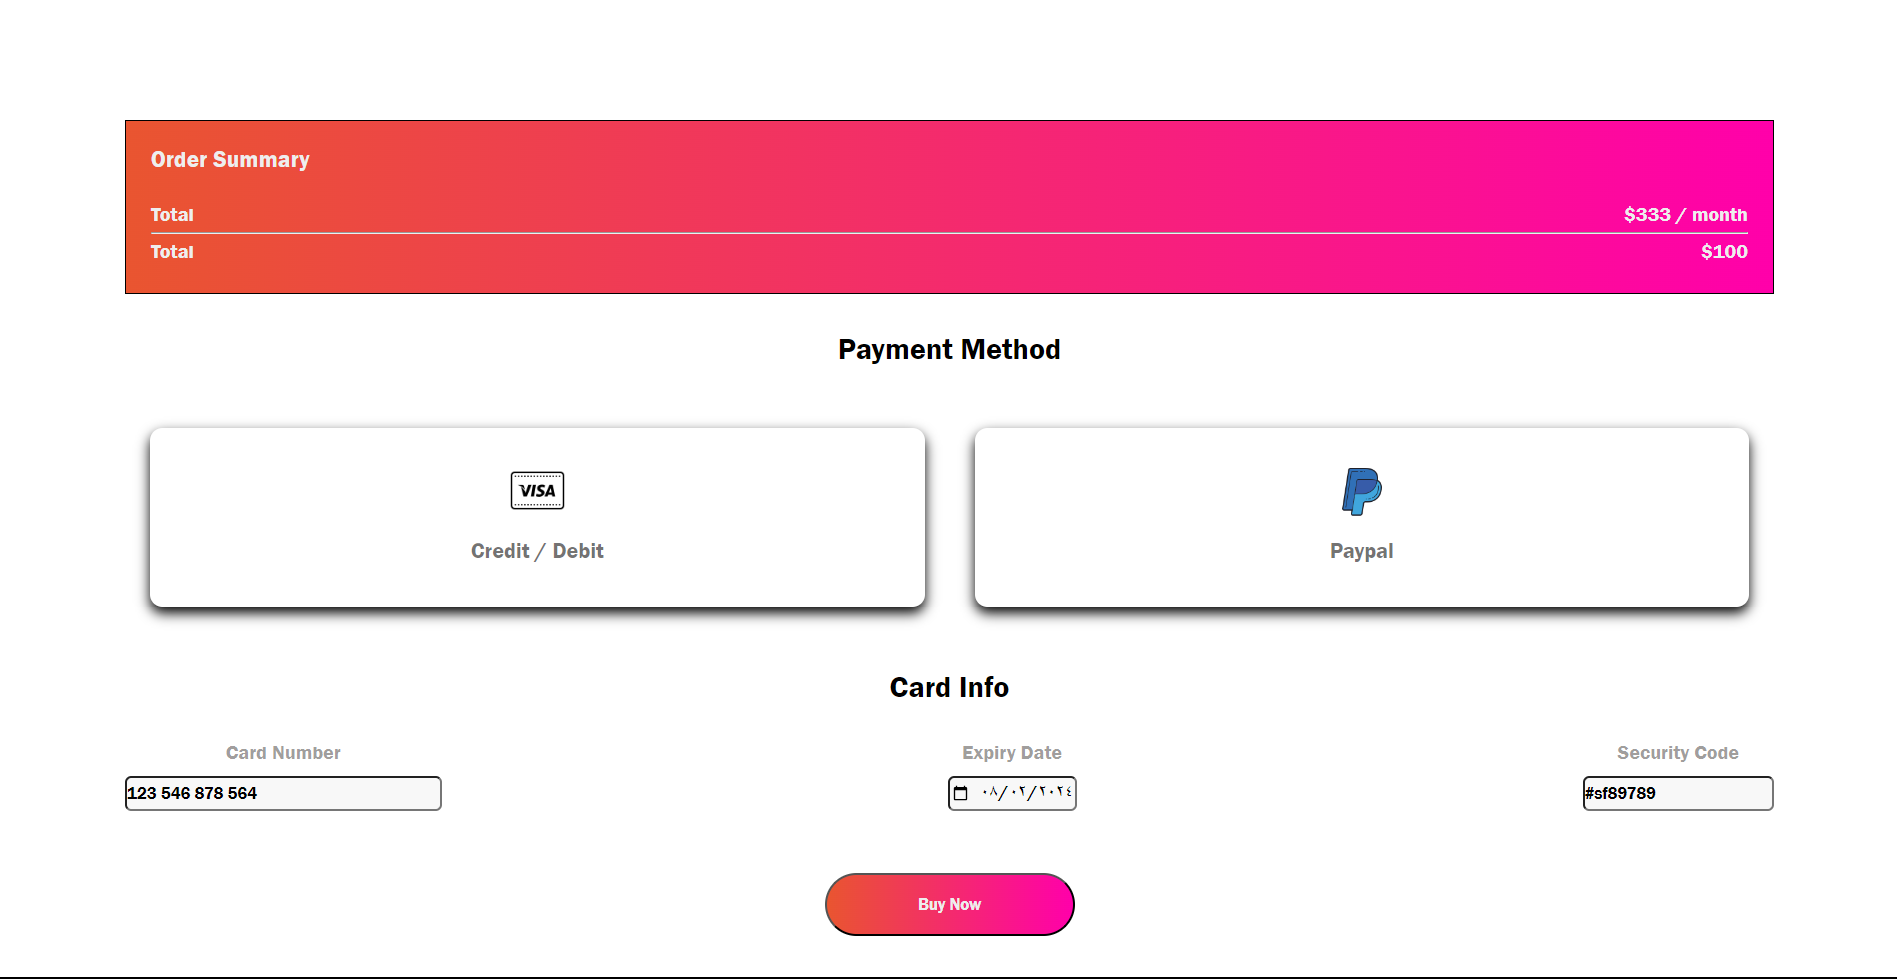 Order Summary
Total $333 / month
Total $100
Payment Method
VISA
Credit / Debit Paypal
Card Info
Card Number Expiry Date Security Code
123 546 878 564 ٠٨/٠٢/٢٠٢٤ #sf89789
Buy Now